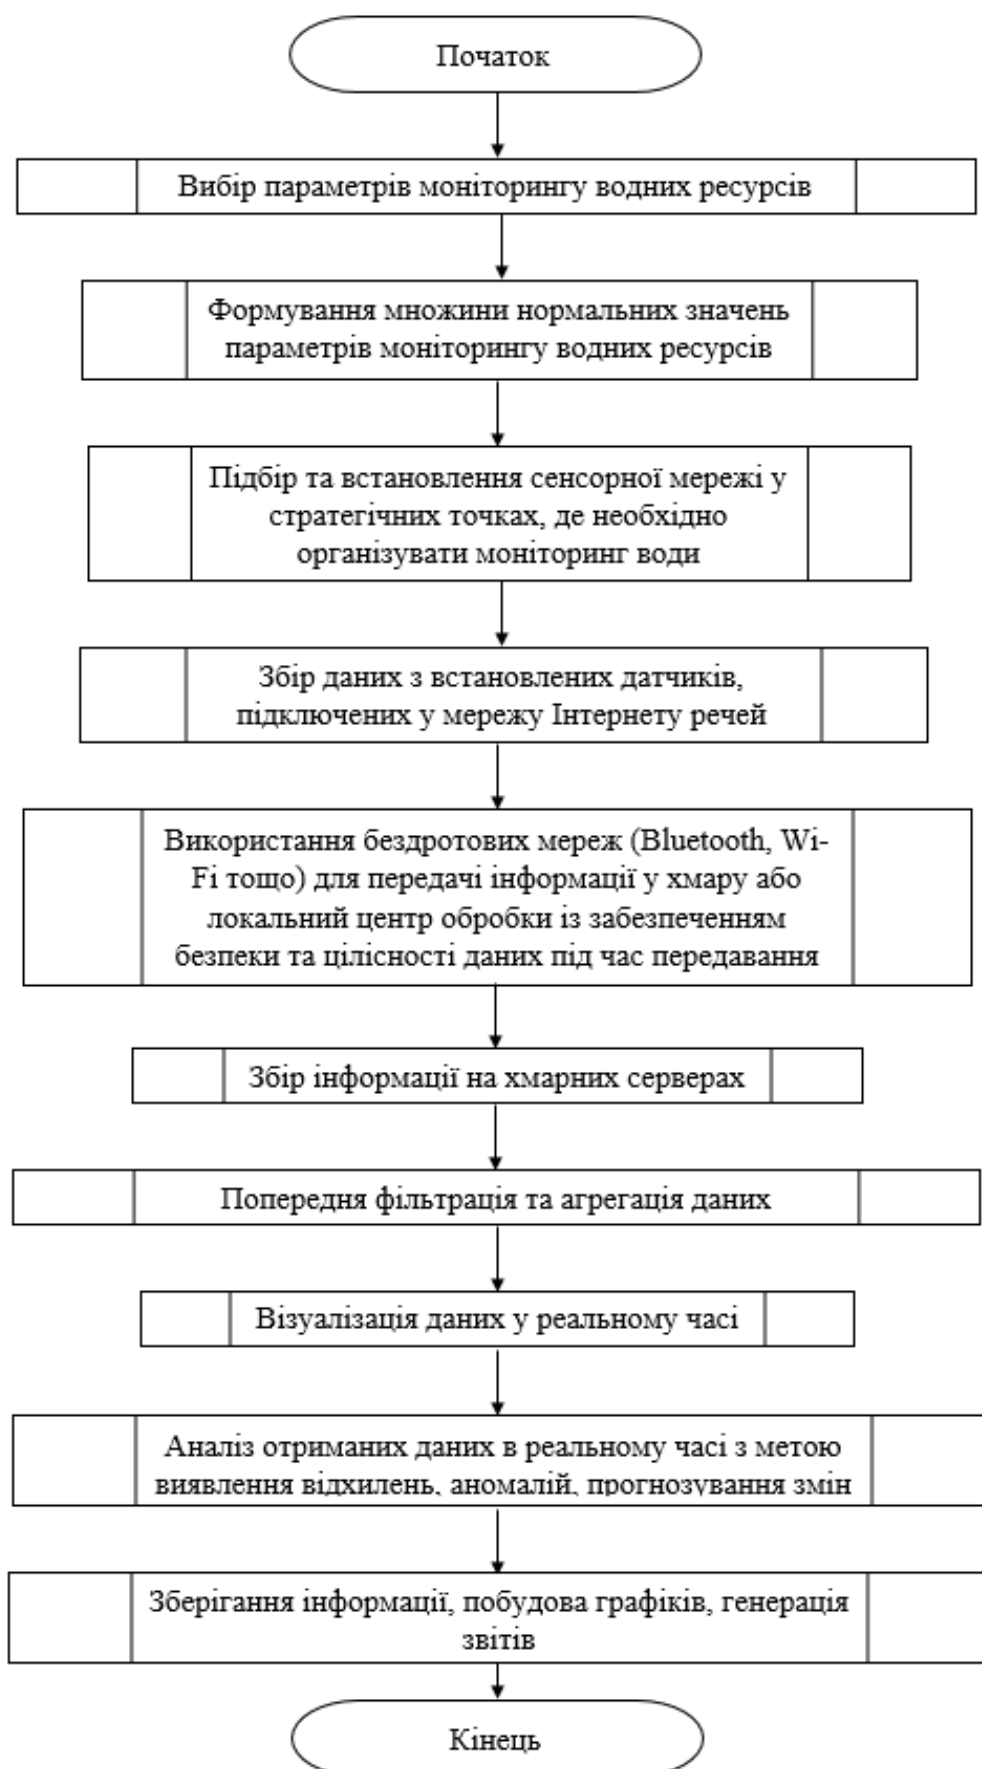 Початок
Вибір параметрів моніторингу водних ресурсів
Формування множини нормальних значень
параметрів моніторингу водних ресурсів
Підбір та встановлення сенсорної мережі у
стратегічних точках, де необхідно
організувати моніторинг води
Збір даних з встановлених датчиків,
підключених у мережу Інтернету речей
Використання бездротових мереж (Bluetooth, Wi-
Fi тощо) для передачі інформації у хмару або
локальний центр обробки із забезпеченням
безпеки та цілісності даних під час передавання
Збір інформації на хмарних серверах
Попередня фільтрація та агрегація даних
Візуалізація даних у реальному часі
Аналіз отриманих даних в реальному часі з метою
виявлення відхилень, аномалій, прогнозування змін
Зберігання інформації, побудова графіків, генерація
звітів
Кінець